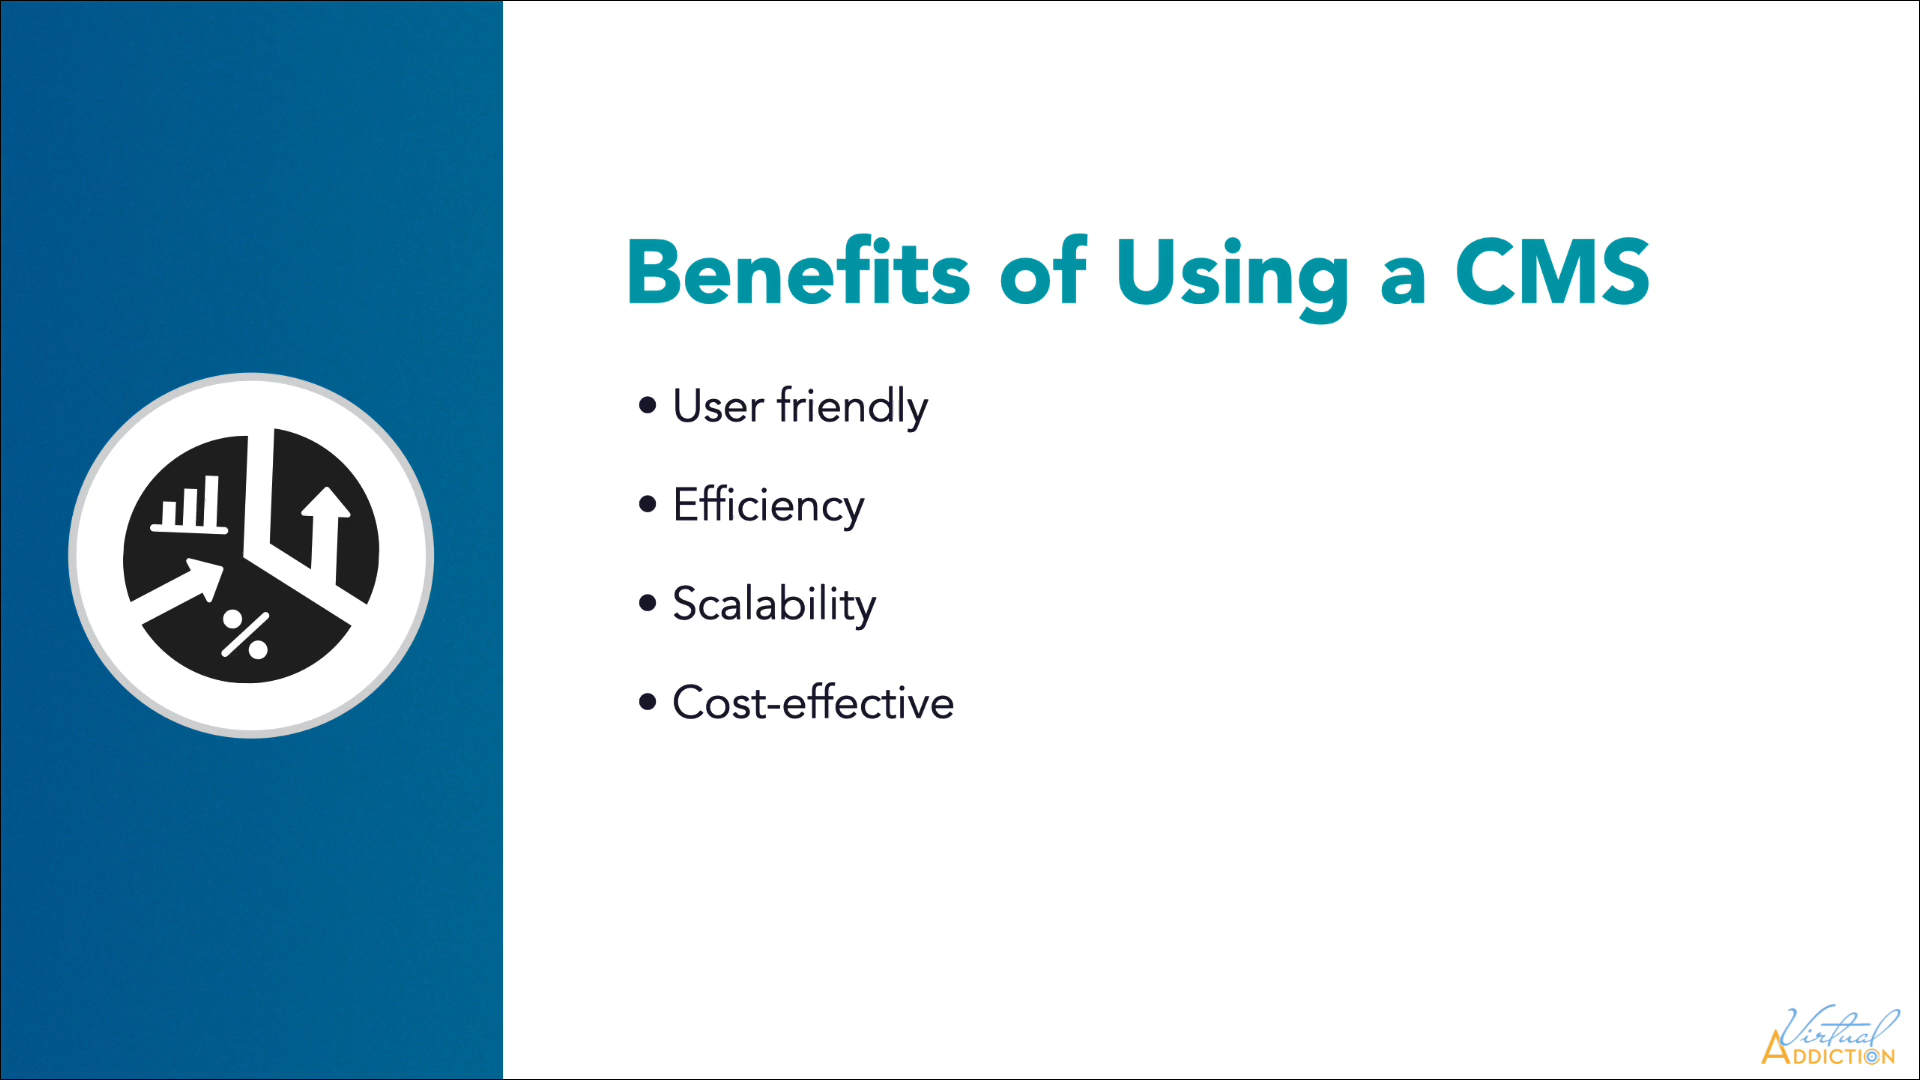 Benefits of Using a CMS
• User friendly
• Efficiency
• Scalability
• Cost-effective
%
Virtual
ADDICTION